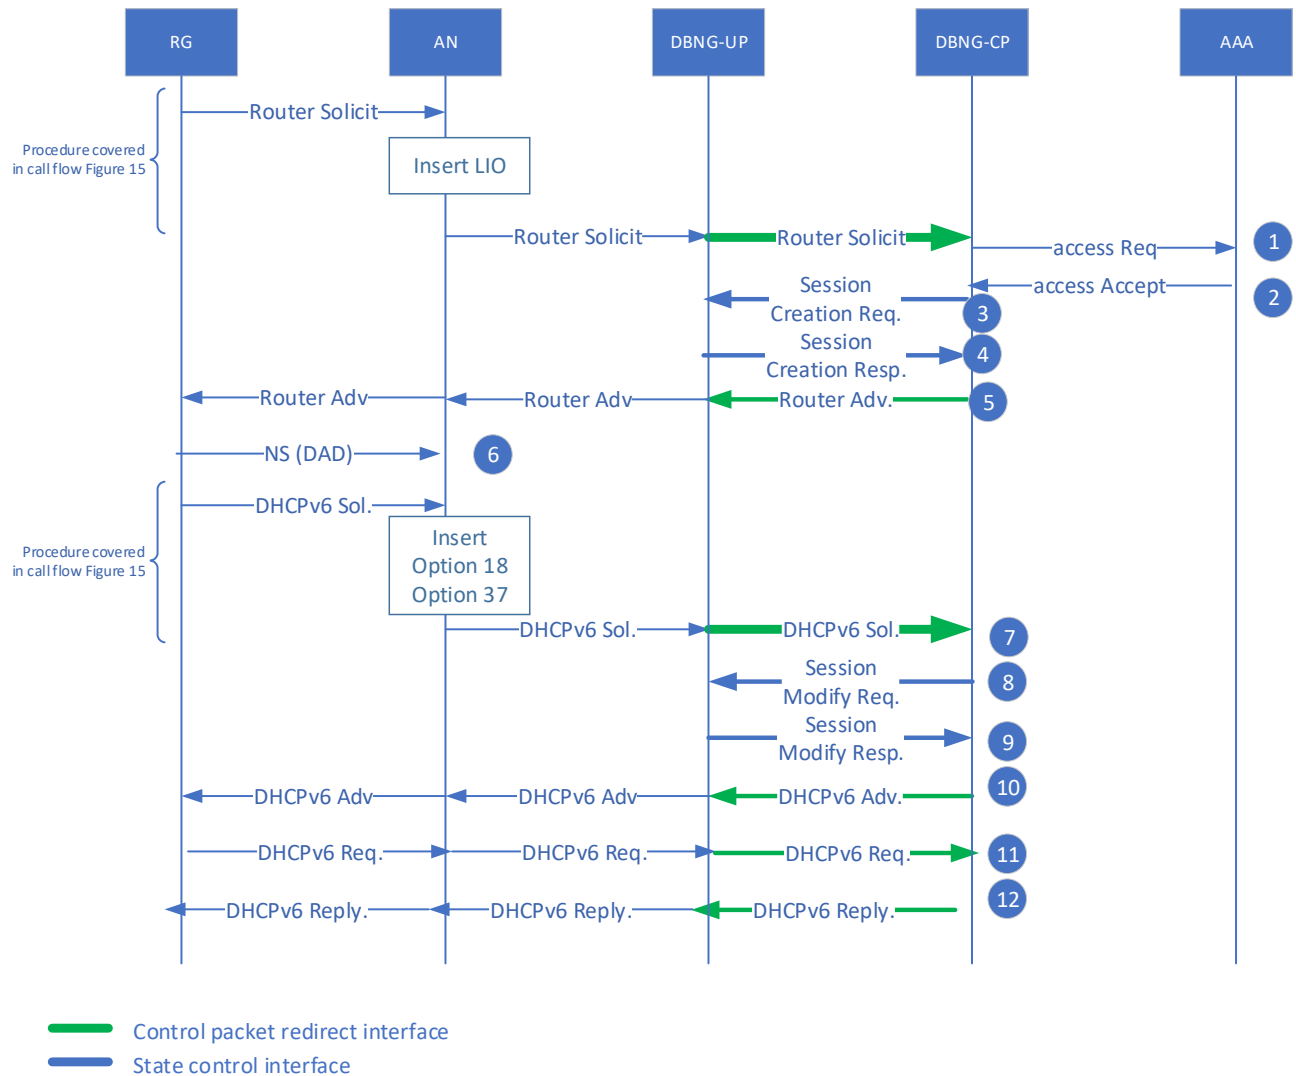 RG
AN
DBNG-UP
DBNG-CP
AAA
Router Solicit
Procedure covered
in call flow Figure 15
Insert LIO
Router Solicit
Router Solicit
access Req
1
access Accept
2
Session
Creation Req.
3
Session
Creation Resp.
4
Router Adv
Router Adv
Router Adv.
5
NS (DAD)
6
DHCPv6 Sol.
Procedure covered
in call flow Figure 15
Insert
Option 18
Option 37
DHCPv6 Sol.
DHCPv6 Sol.
7
Session
Modify Req.
8
Session
Modify Resp.
9
DHCPv6 Adv
DHCPv6 Adv
DHCPv6 Adv.
10
DHCPv6 Req.
DHCPv6 Req.
DHCPv6 Req.
11
DHCPv6 Reply.
DHCPv6 Reply.
DHCPv6 Reply.
12
Control packet redirect interface
State control interface